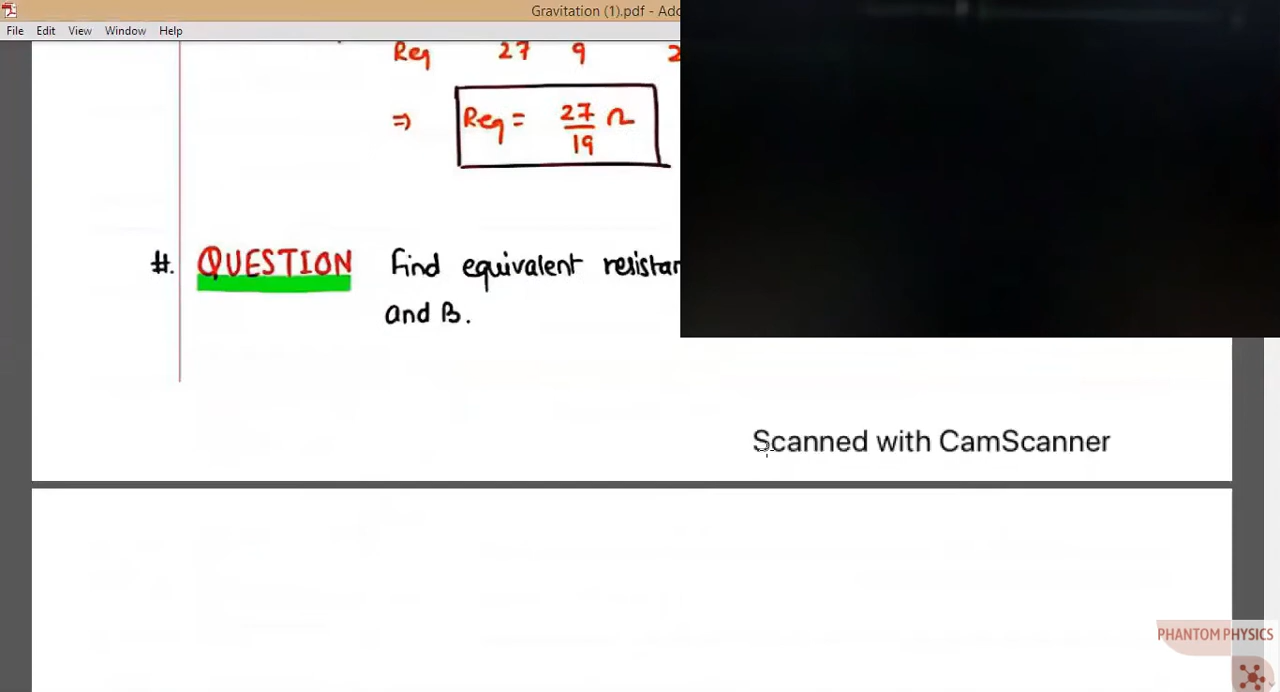 Gravitation (1).pdf - Ado
File Edit View Window Help
Req 27 9 2
⇒ Req = 27/19 Ω
#. QUESTION Find equivalent resistan
and B.
Scanned with CamScanner
PHANTOM PHYSICS